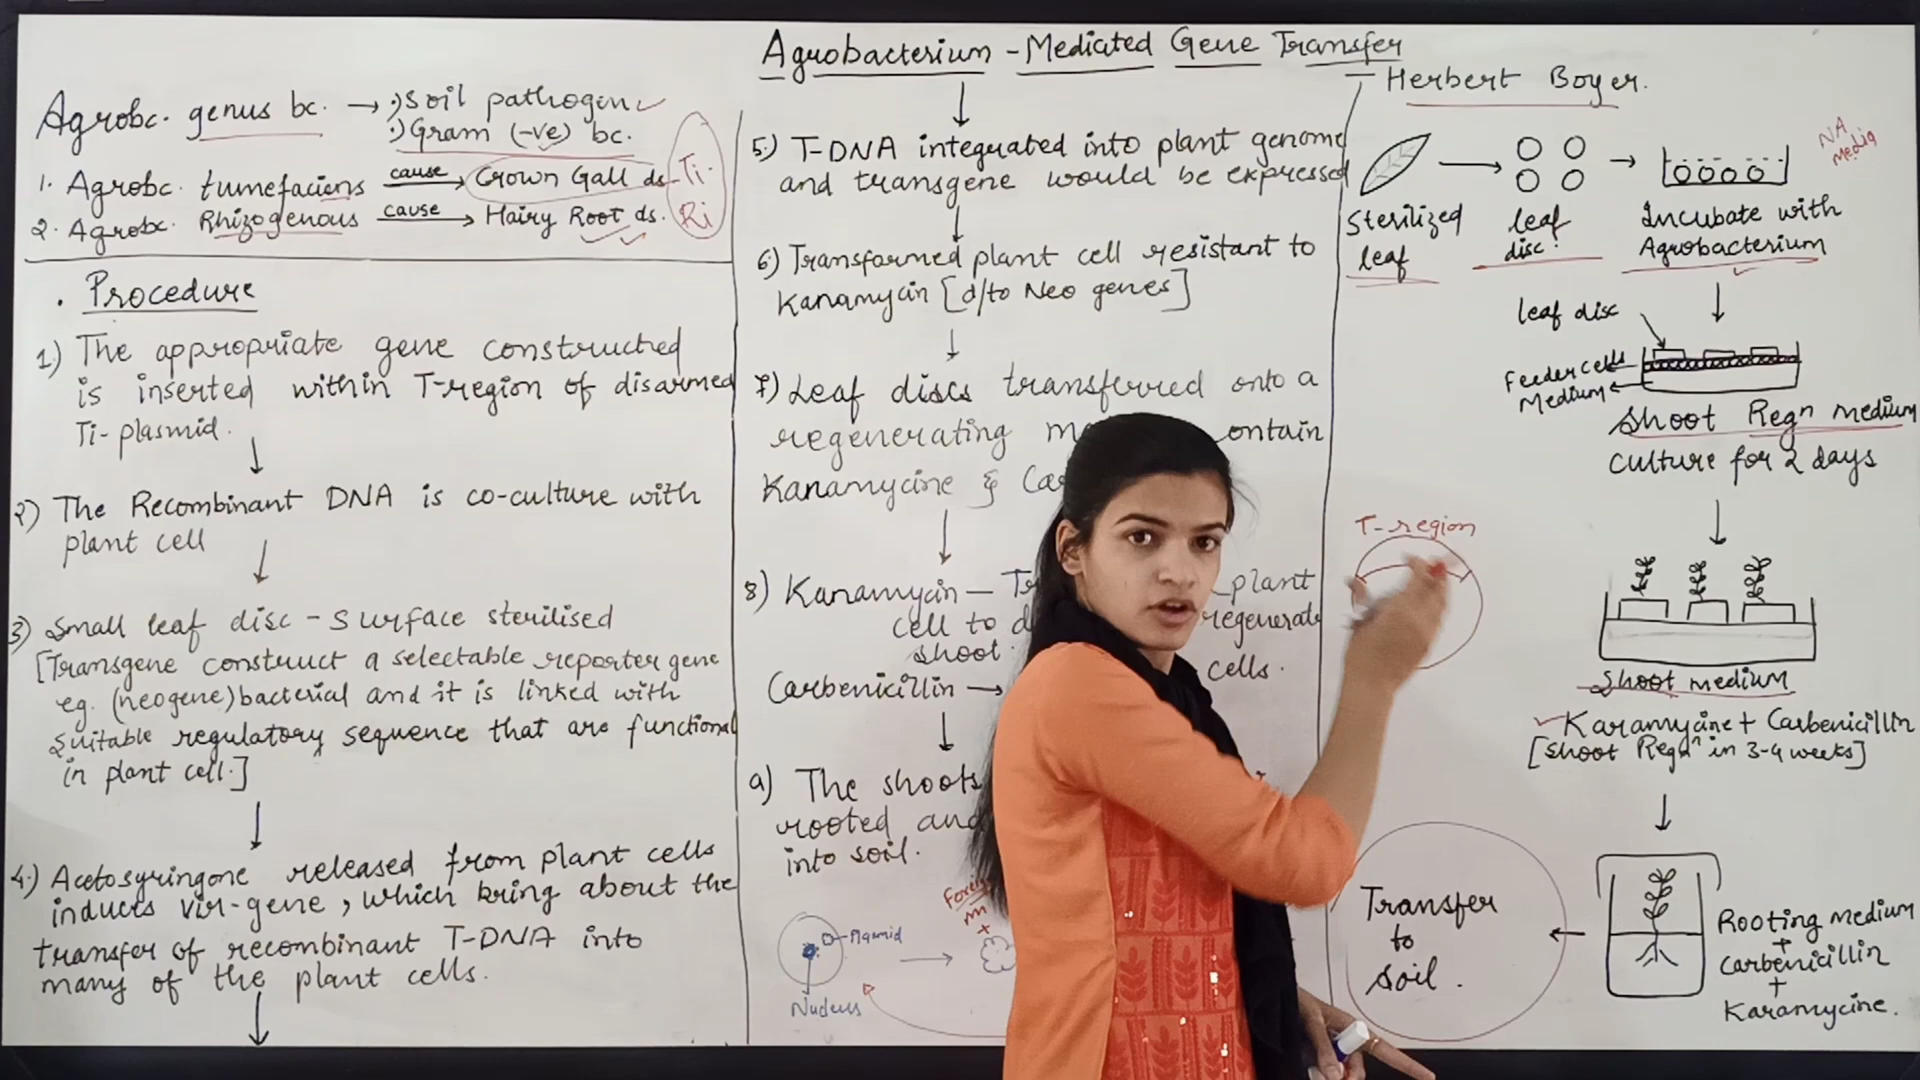 Agrobacterium - Mediated Gene Transfer
- Herbert Boyer.
Agrobc. genus bc. → •) Soil pathogen
•) Gram (-ve) bc.
1. Agrobc. tumefaciens cause → Crown Gall ds. Ti
2. Agrobc. Rhizogenous cause → Hairy Root ds. Ri
. Procedure
1) The appropriate gene constructed
is inserted within T-region of disarmed
Ti-plasmid.
2) The Recombinant DNA is co-culture with
plant cell
3) Small leaf disc - surface sterilised
[Transgene construct a selectable reporter gene
eg. (neogene) bacterial and it is linked with
suitable regulatory sequence that are functional
in plant cell.]
4) Acetosyringone released from plant cells
induces vir-gene, which bring about the
transfer of recombinant T-DNA into
many of the plant cells.
5) T-DNA integrated into plant genome
and transgene would be expressed
6) Transformed plant cell resistant to
Kanamycin [d/to Neo genes]
7) Leaf discs transferred onto a
regenerating ontain
Kanamycine &
8) Kanamycin - plant
cell to regenerate
shoot. cells.
Carbenicillin →
9) The shoots
rooted and
into soil.
Plasmid
Nucleus
Sterilized
leaf
leaf
disc
NA
media
Incubate with
Agrobacterium
leaf disc
Feeder cells
Medium
Shoot Regn medium
Culture for 2 days
T-region
Shoot medium
Karamycine + Carbenicillin
[Shoot Regn in 3-4 weeks]
Rooting medium
+
Carbenicillin
+
Karamycine.
Transfer
to
Soil.